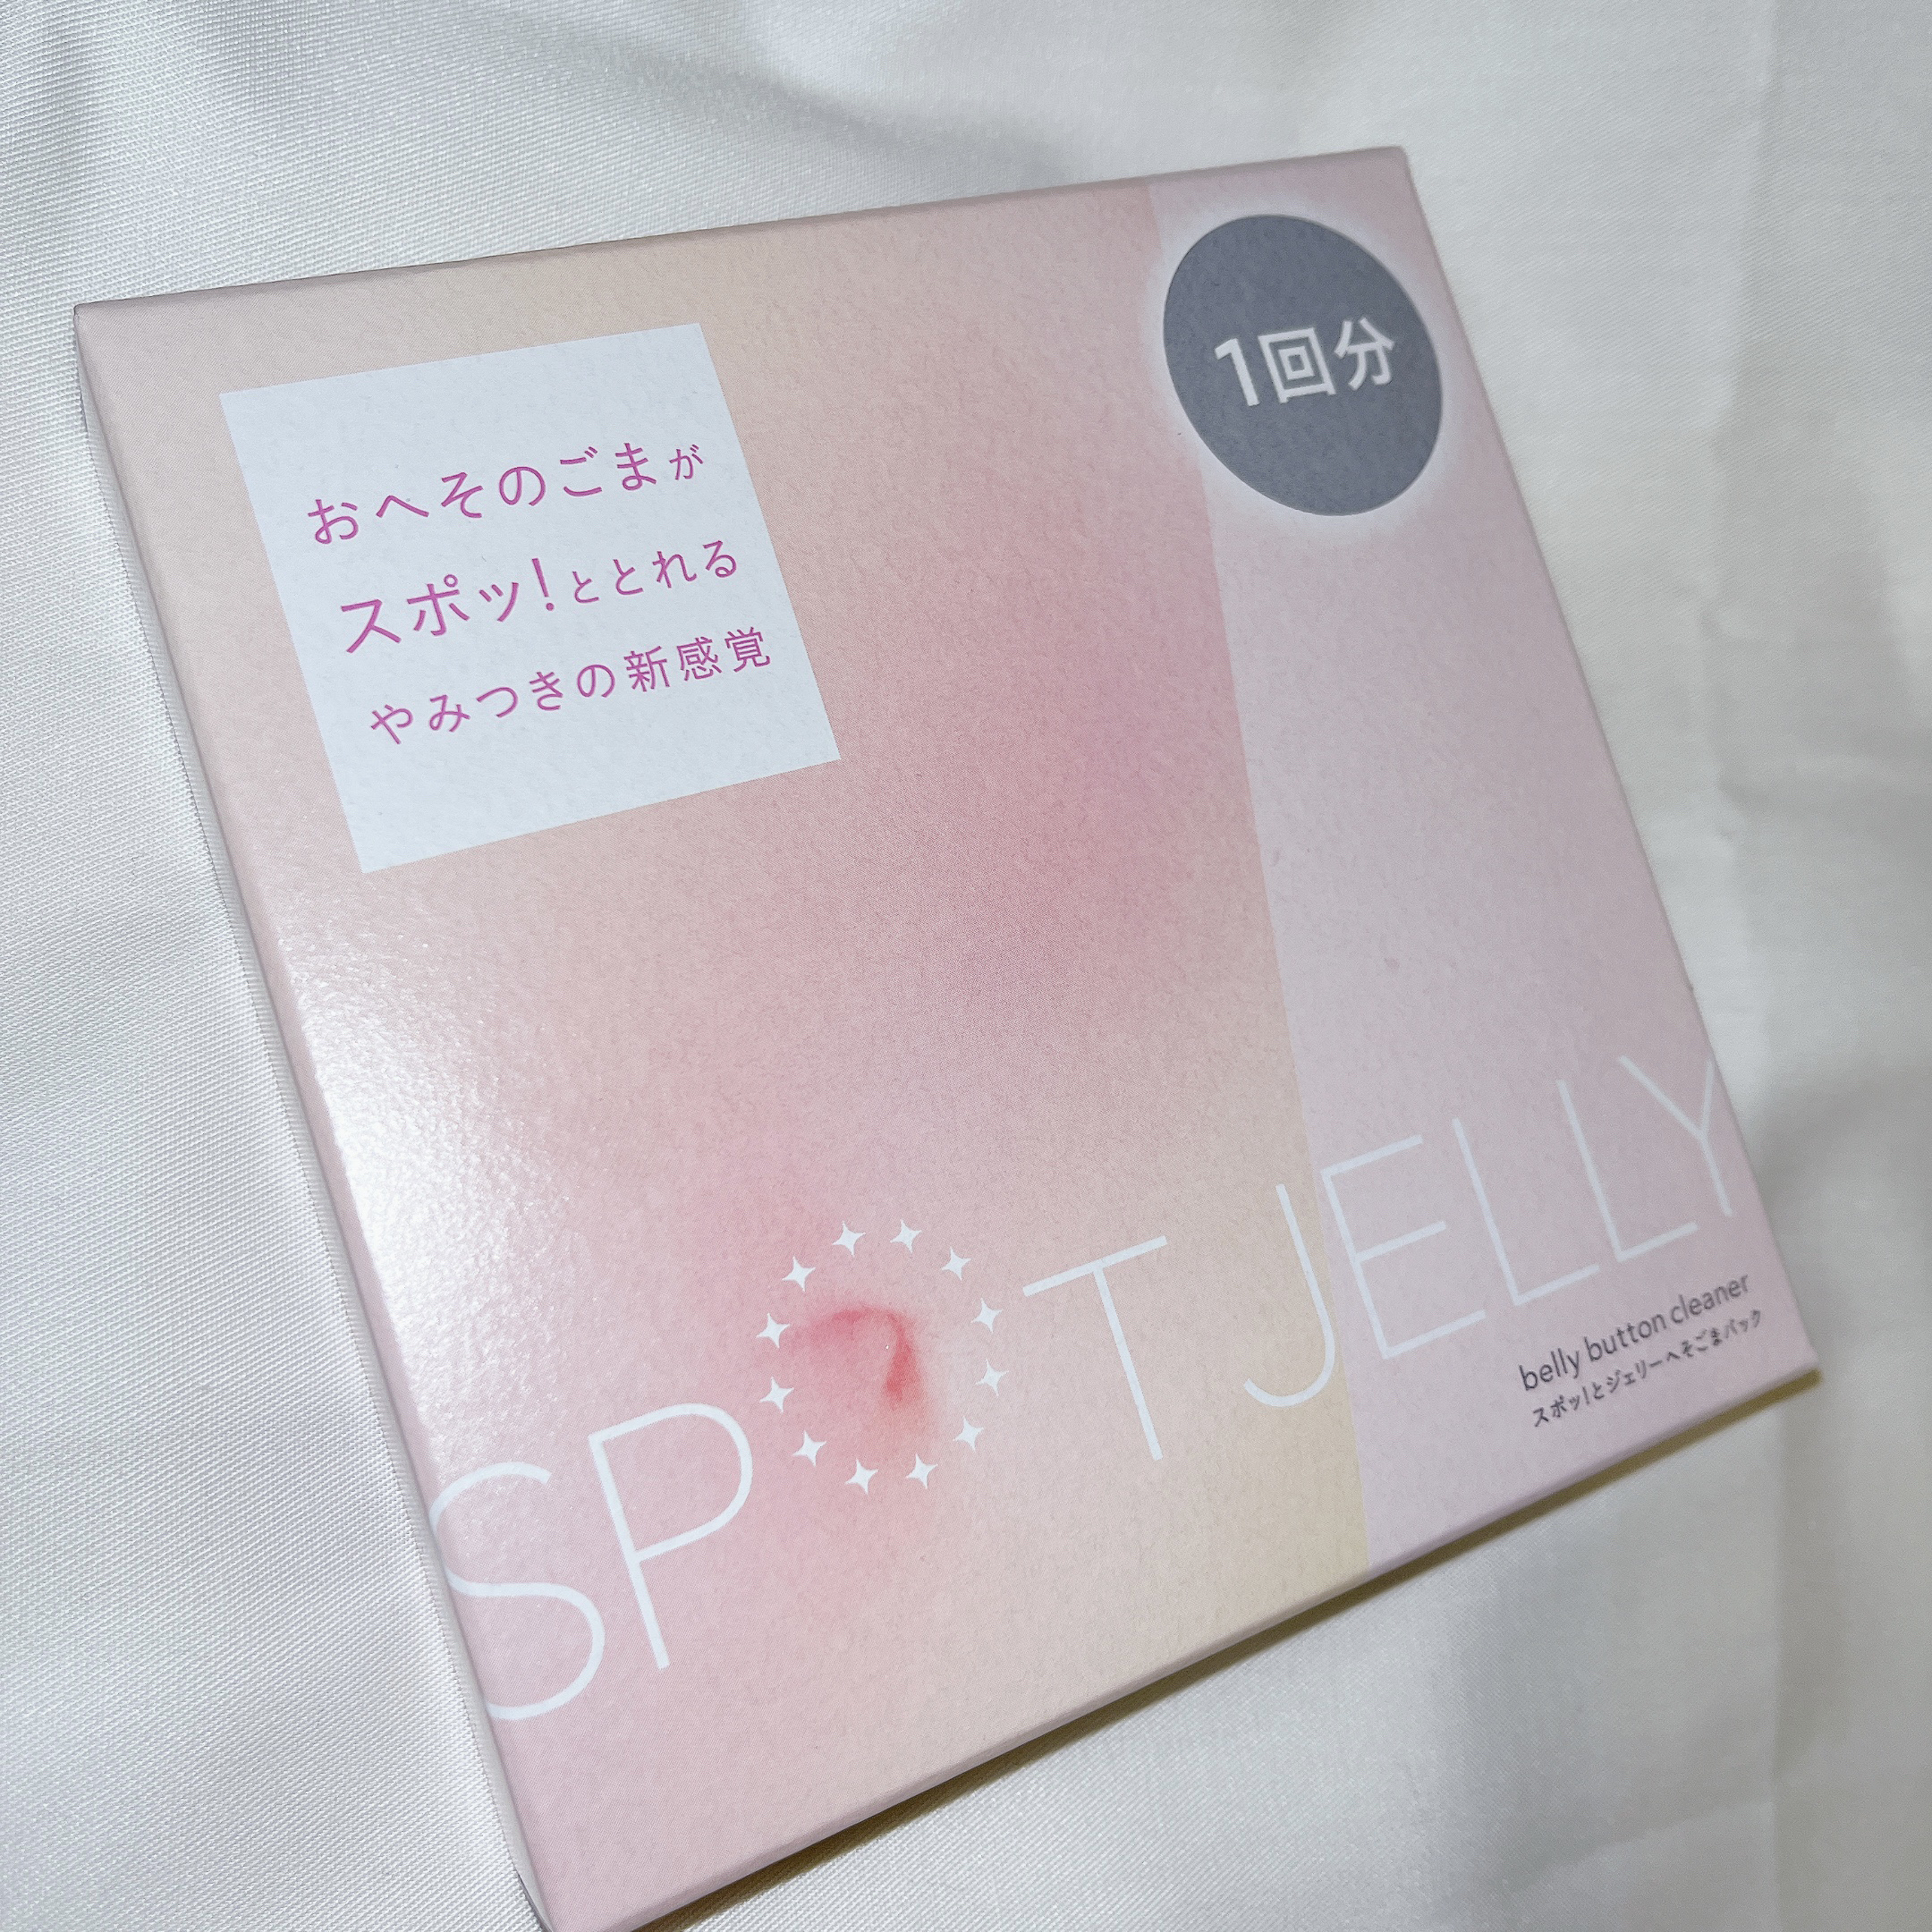 1回分
おへそのごまが
スポッ!ととれる
やみつきの新感覚
SPOT JELLY
belly button cleaner
スポッ!とジェリーへそごまパック